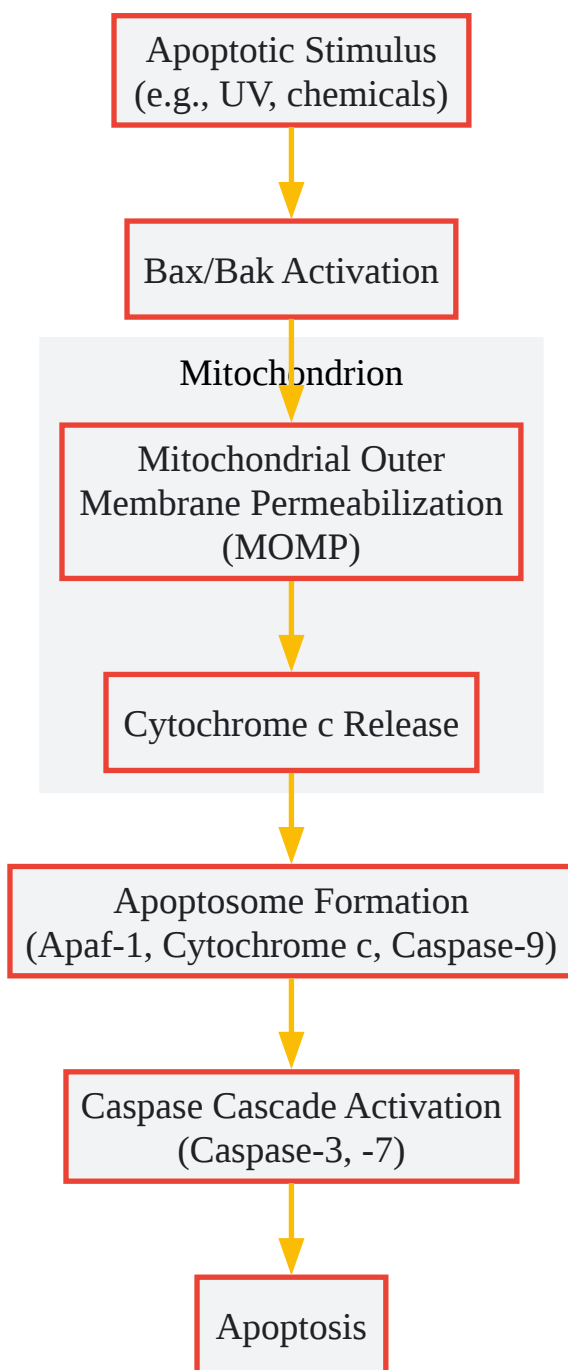 Apoptotic Stimulus
(e.g., UV, chemicals)
Bax/Bak Activation
Mitochondrion
Mitochondrial Outer
Membrane Permeabilization
(MOMP)
Cytochrome c Release
Apoptosome Formation
(Apaf-1, Cytochrome c, Caspase-9)
Caspase Cascade Activation
(Caspase-3, -7)
Apoptosis